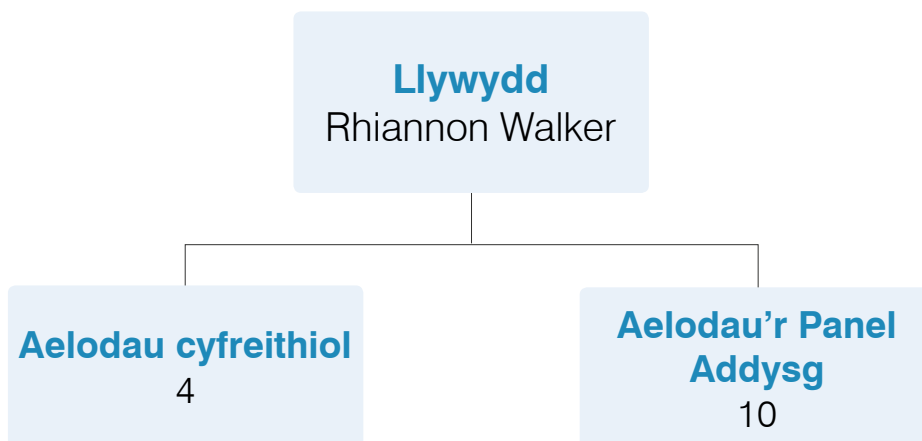 Llywydd
Rhiannon Walker
Aelodau cyfreithiol
4
Aelodau’r Panel
Addysg
10